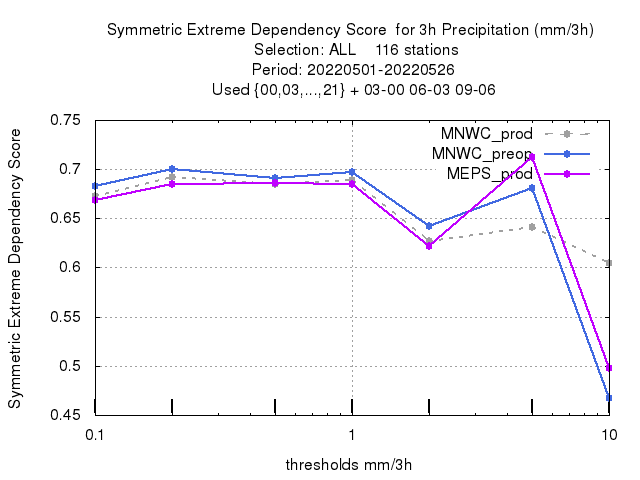 Symmetric Extreme Dependency Score  for 3h Precipitation (mm/3h)
Selection: ALL    116 stations
Period: 20220501-20220526
Used {00,03,...,21} + 03-00 06-03 09-06
MNWC_prod
MNWC_preop
MEPS_prod
Symmetric Extreme Dependency Score
0.75
0.7
0.65
0.6
0.55
0.5
0.45
0.1
1
10
thresholds mm/3h